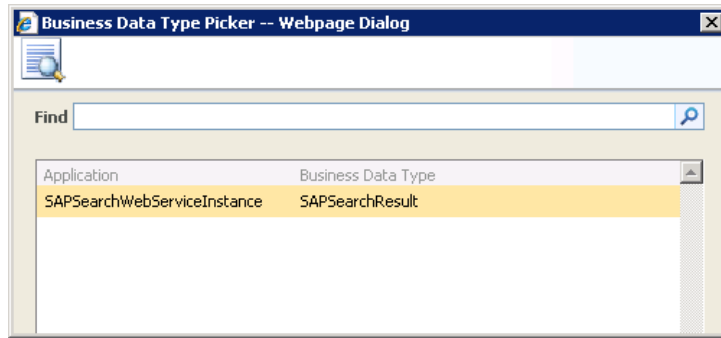 Business Data Type Picker -- Webpage Dialog
Find
Application Business Data Type
SAPSearchWebServiceInstance SAPSearchResult